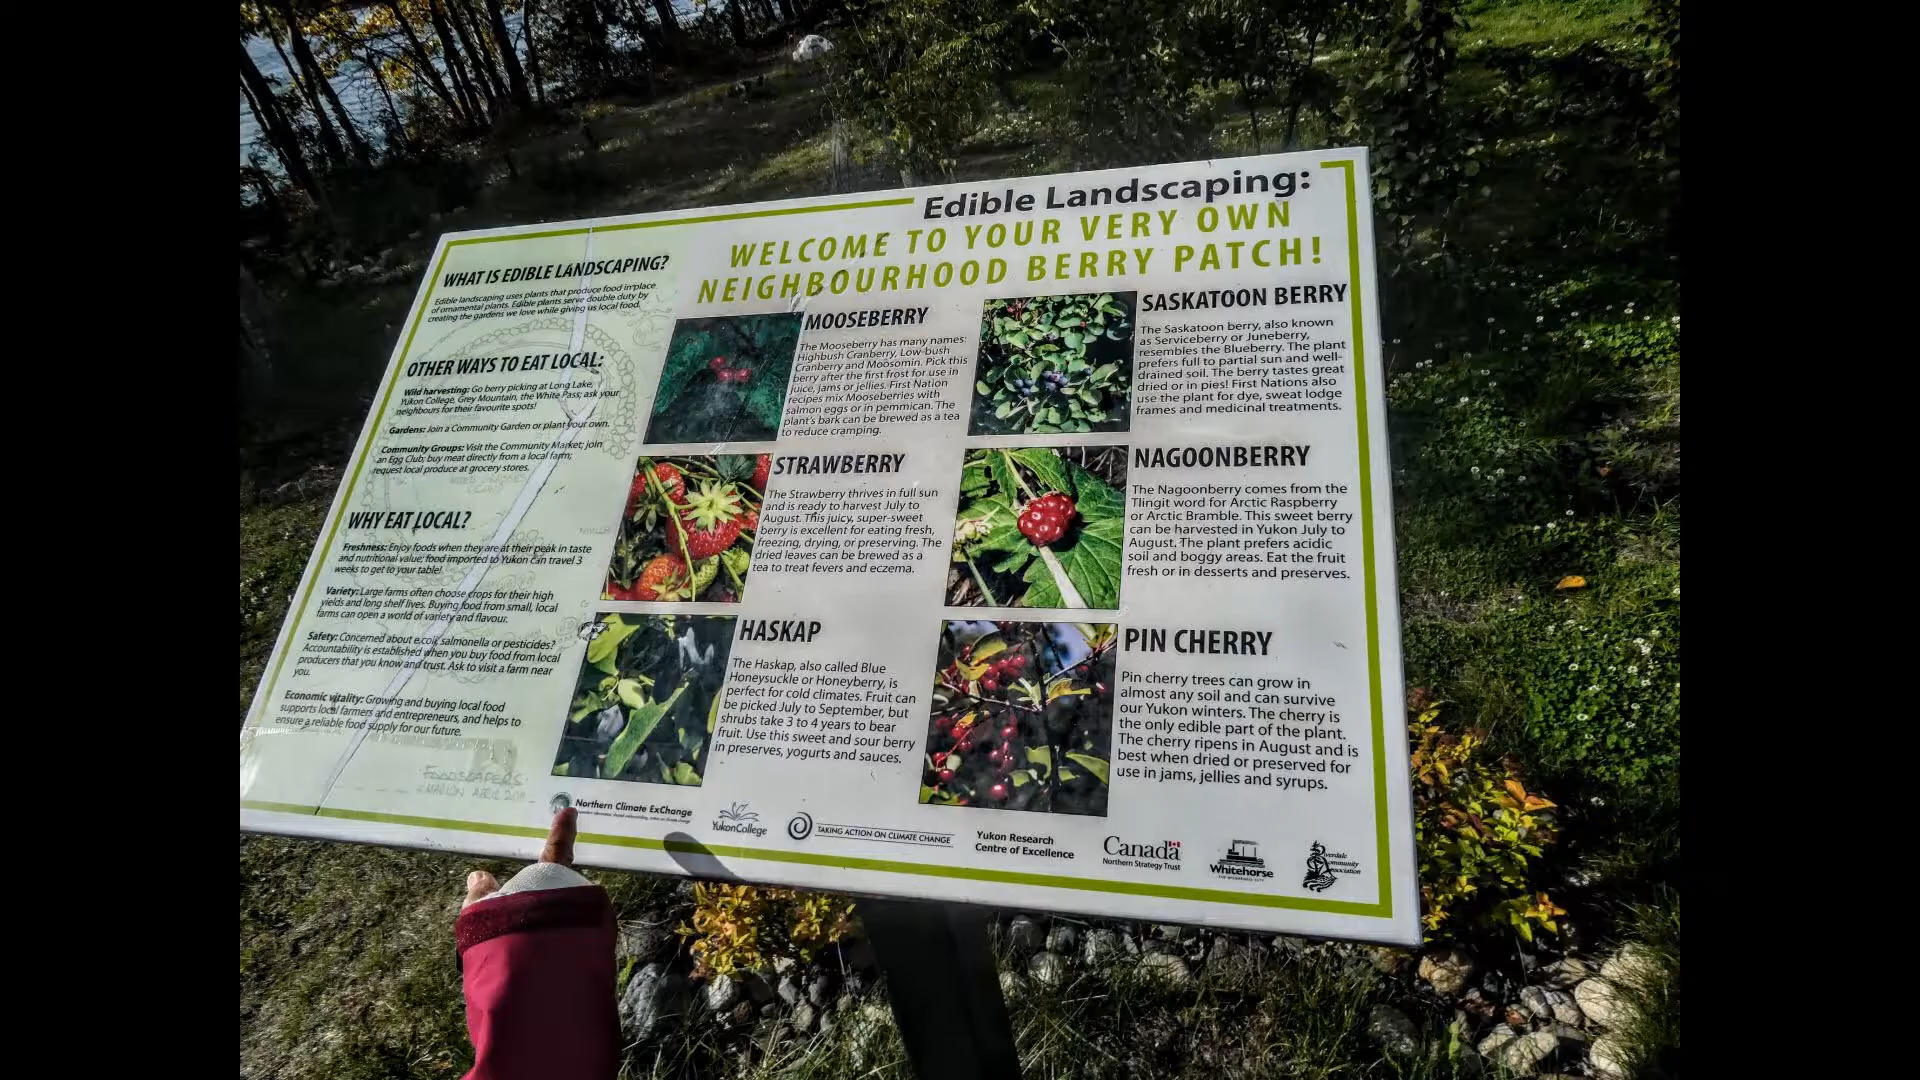 Edible Landscaping:
WELCOME TO YOUR VERY OWN
NEIGHBOURHOOD BERRY PATCH!
WHAT IS EDIBLE LANDSCAPING?
Edible landscaping uses plants that produce food in place
of ornamental plants. Edible plants serve double duty by
creating the gardens we love while giving us local food.
OTHER WAYS TO EAT LOCAL:
Wild harvesting: Go berry picking at Long Lake,
Yukon College, Grey Mountain, the White Pass; ask your
neighbours for their favourite spots!
Gardens: Join a Community Garden or plant your own.
Community Groups: Visit the Community Market; join
an Egg Club; buy meat directly from a local farm;
request local produce at grocery stores.
WHY EAT LOCAL?
Freshness: Enjoy foods when they are at their peak in taste
and nutritional value; food imported to Yukon can travel 3
weeks to get to your table!
Variety: Large farms often choose crops for their high
yields and long shelf lives. Buying food from small, local
farms can open a world of variety and flavour.
Safety: Concerned about e.coli, salmonella or pesticides?
Accountability is established when you buy food from local
producers that you know and trust. Ask to visit a farm near
you.
Economic vitality: Growing and buying local food
supports local farmers and entrepreneurs, and helps to
ensure a reliable food supply for our future.
FOODSCAPERS
MOOSEBERRY
The Mooseberry has many names:
Highbush Cranberry, Low-bush
Cranberry and Moosomin. Pick this
berry after the first frost for use in
juice, jams or jellies. First Nation
recipes mix Mooseberries with
salmon eggs or in pemmican. The
plant's bark can be brewed as a tea
to reduce cramping.
STRAWBERRY
The Strawberry thrives in full sun
and is ready to harvest July to
August. This juicy, super-sweet
berry is excellent for eating fresh,
freezing, drying, or preserving. The
dried leaves can be brewed as a
tea to treat fevers and eczema.
HASKAP
The Haskap, also called Blue
Honeysuckle or Honeyberry, is
perfect for cold climates. Fruit can
be picked July to September, but
shrubs take 3 to 4 years to bear
fruit. Use this sweet and sour berry
in preserves, yogurts and sauces.
SASKATOON BERRY
The Saskatoon berry, also known
as Serviceberry or Juneberry,
resembles the Blueberry. The plant
prefers full to partial sun and well-
drained soil. The berry tastes great
dried or in pies! First Nations also
use the plant for dye, sweat lodge
frames and medicinal treatments.
NAGOONBERRY
The Nagoonberry comes from the
Tlingit word for Arctic Raspberry
or Arctic Bramble. This sweet berry
can be harvested in Yukon July to
August. The plant prefers acidic
soil and boggy areas. Eat the fruit
fresh or in desserts and preserves.
PIN CHERRY
Pin cherry trees can grow in
almost any soil and can survive
our Yukon winters. The cherry is
the only edible part of the plant.
The cherry ripens in August and is
best when dried or preserved for
use in jams, jellies and syrups.
Northern Climate ExChange
YukonCollege
TAKING ACTION ON CLIMATE CHANGE
Yukon Research
Centre of Excellence
Canada
Northern Strategy Trust
Whitehorse
Riverdale
Community
Association